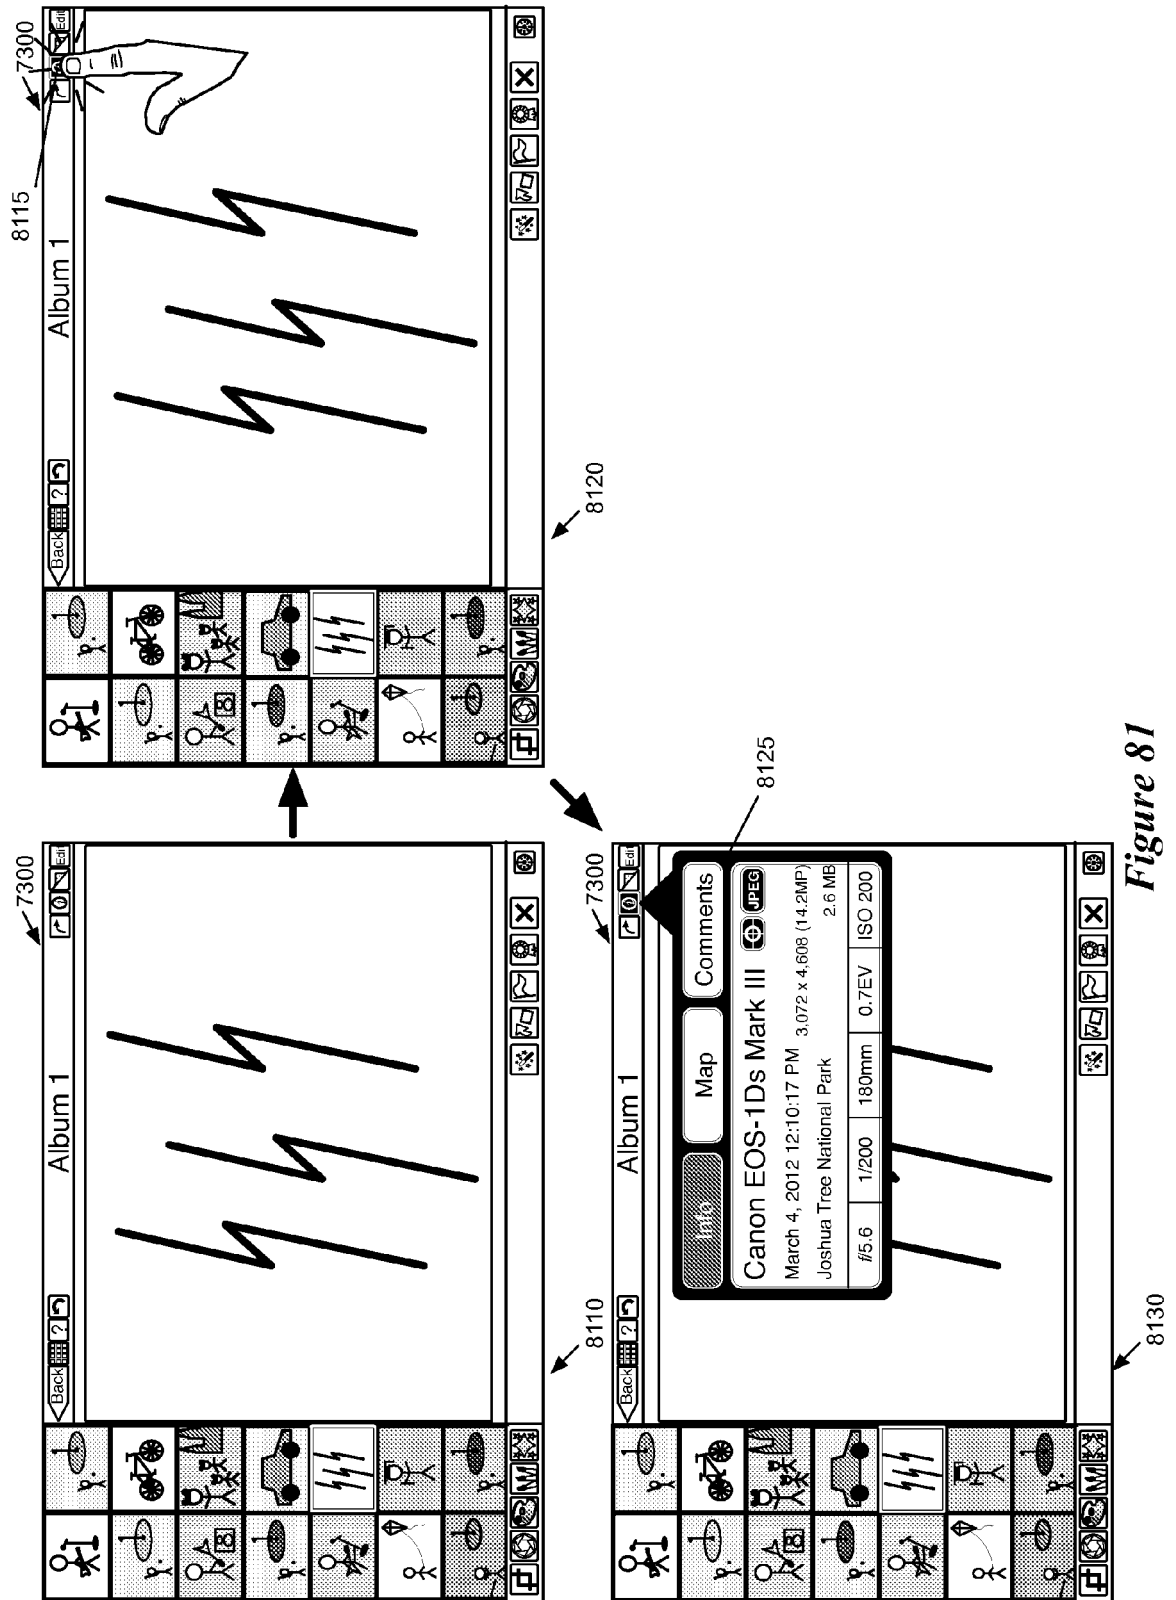 7300
Back ? Album 1 Edit
8110
7300
8115
Back ? Album 1 Edit
8120
7300
Back ? Album 1 Edit
Info Map Comments
Canon EOS-1Ds Mark III JPEG
March 4, 2012 12:10:17 PM 3,072 x 4,608 (14.2MP)
Joshua Tree National Park 2.6 MB
f/5.6 1/200 180mm 0.7EV ISO 200
8125
8130
Figure 81